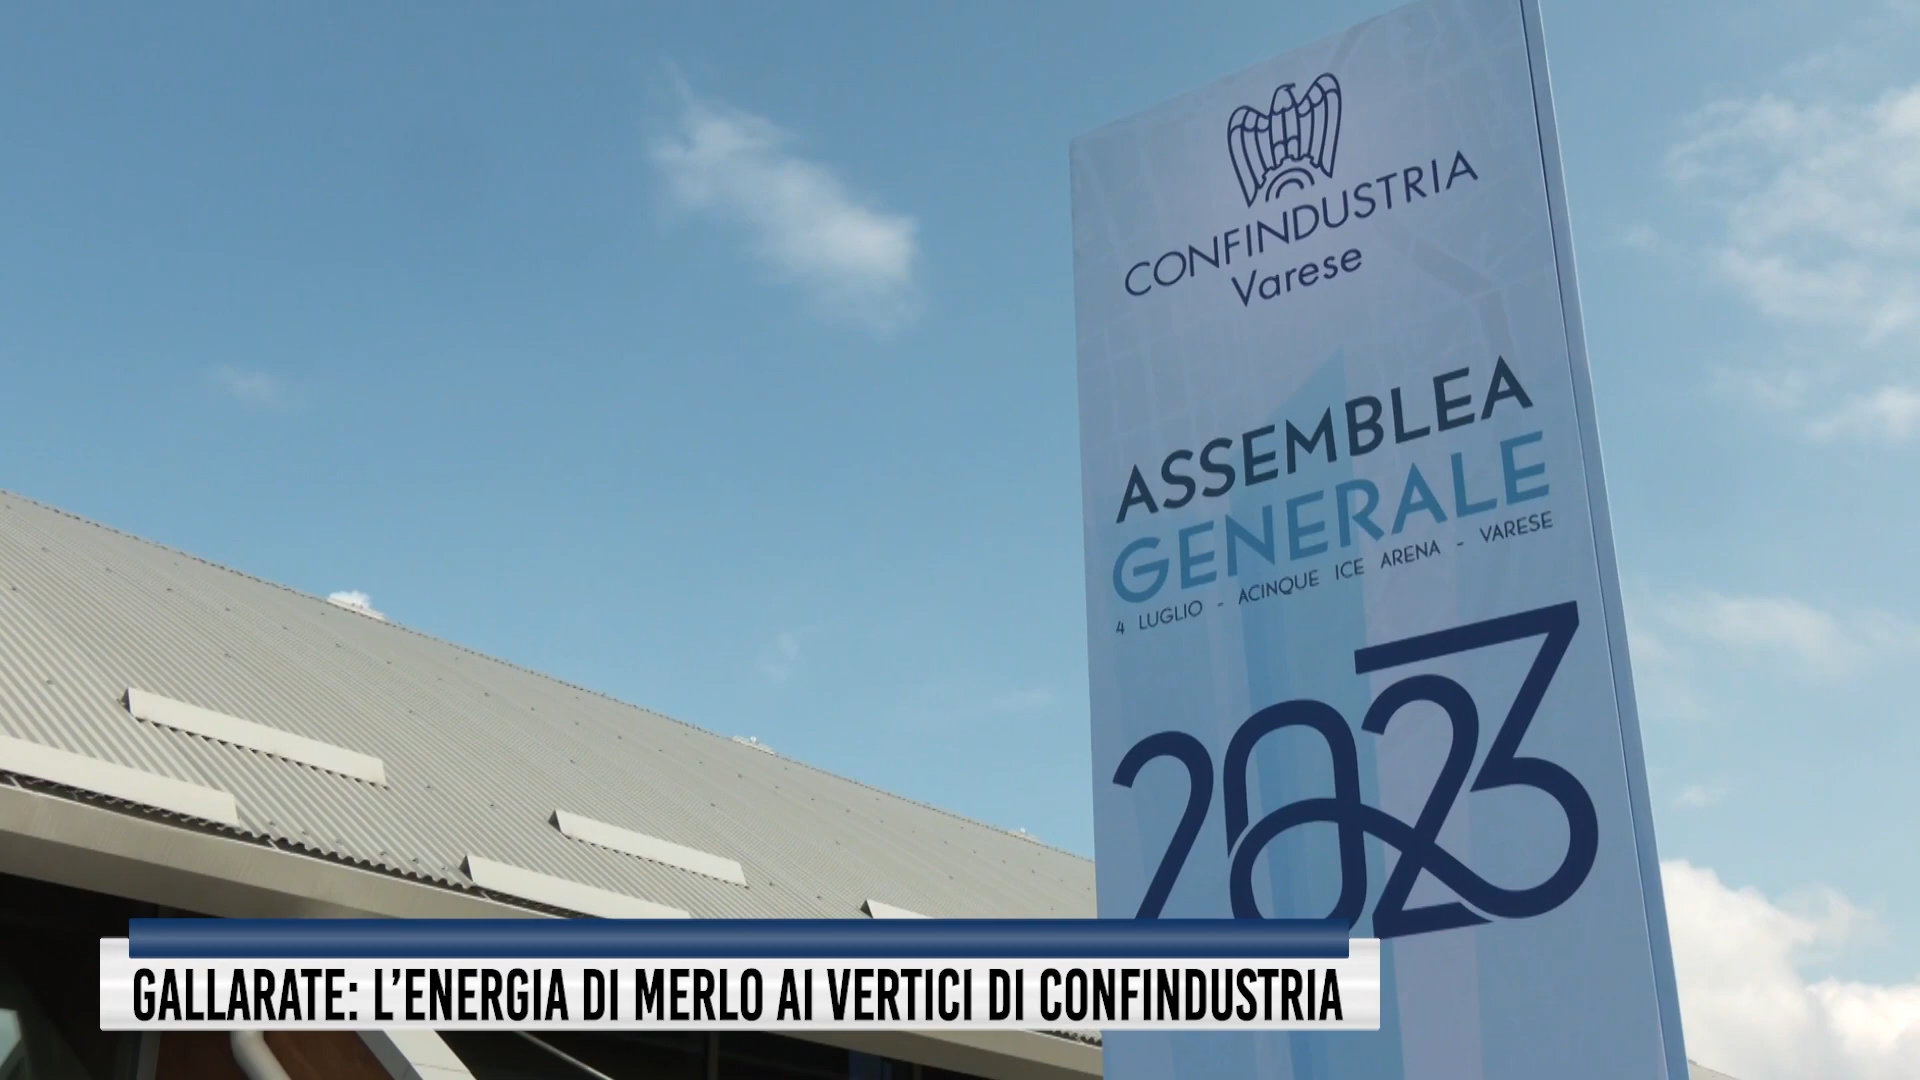 CONFINDUSTRIA
Varese
ASSEMBLEA
GENERALE
4 LUGLIO - ACINQUE ICE ARENA - VARESE
2023
GALLARATE: L'ENERGIA DI MERLO AI VERTICI DI CONFINDUSTRIA